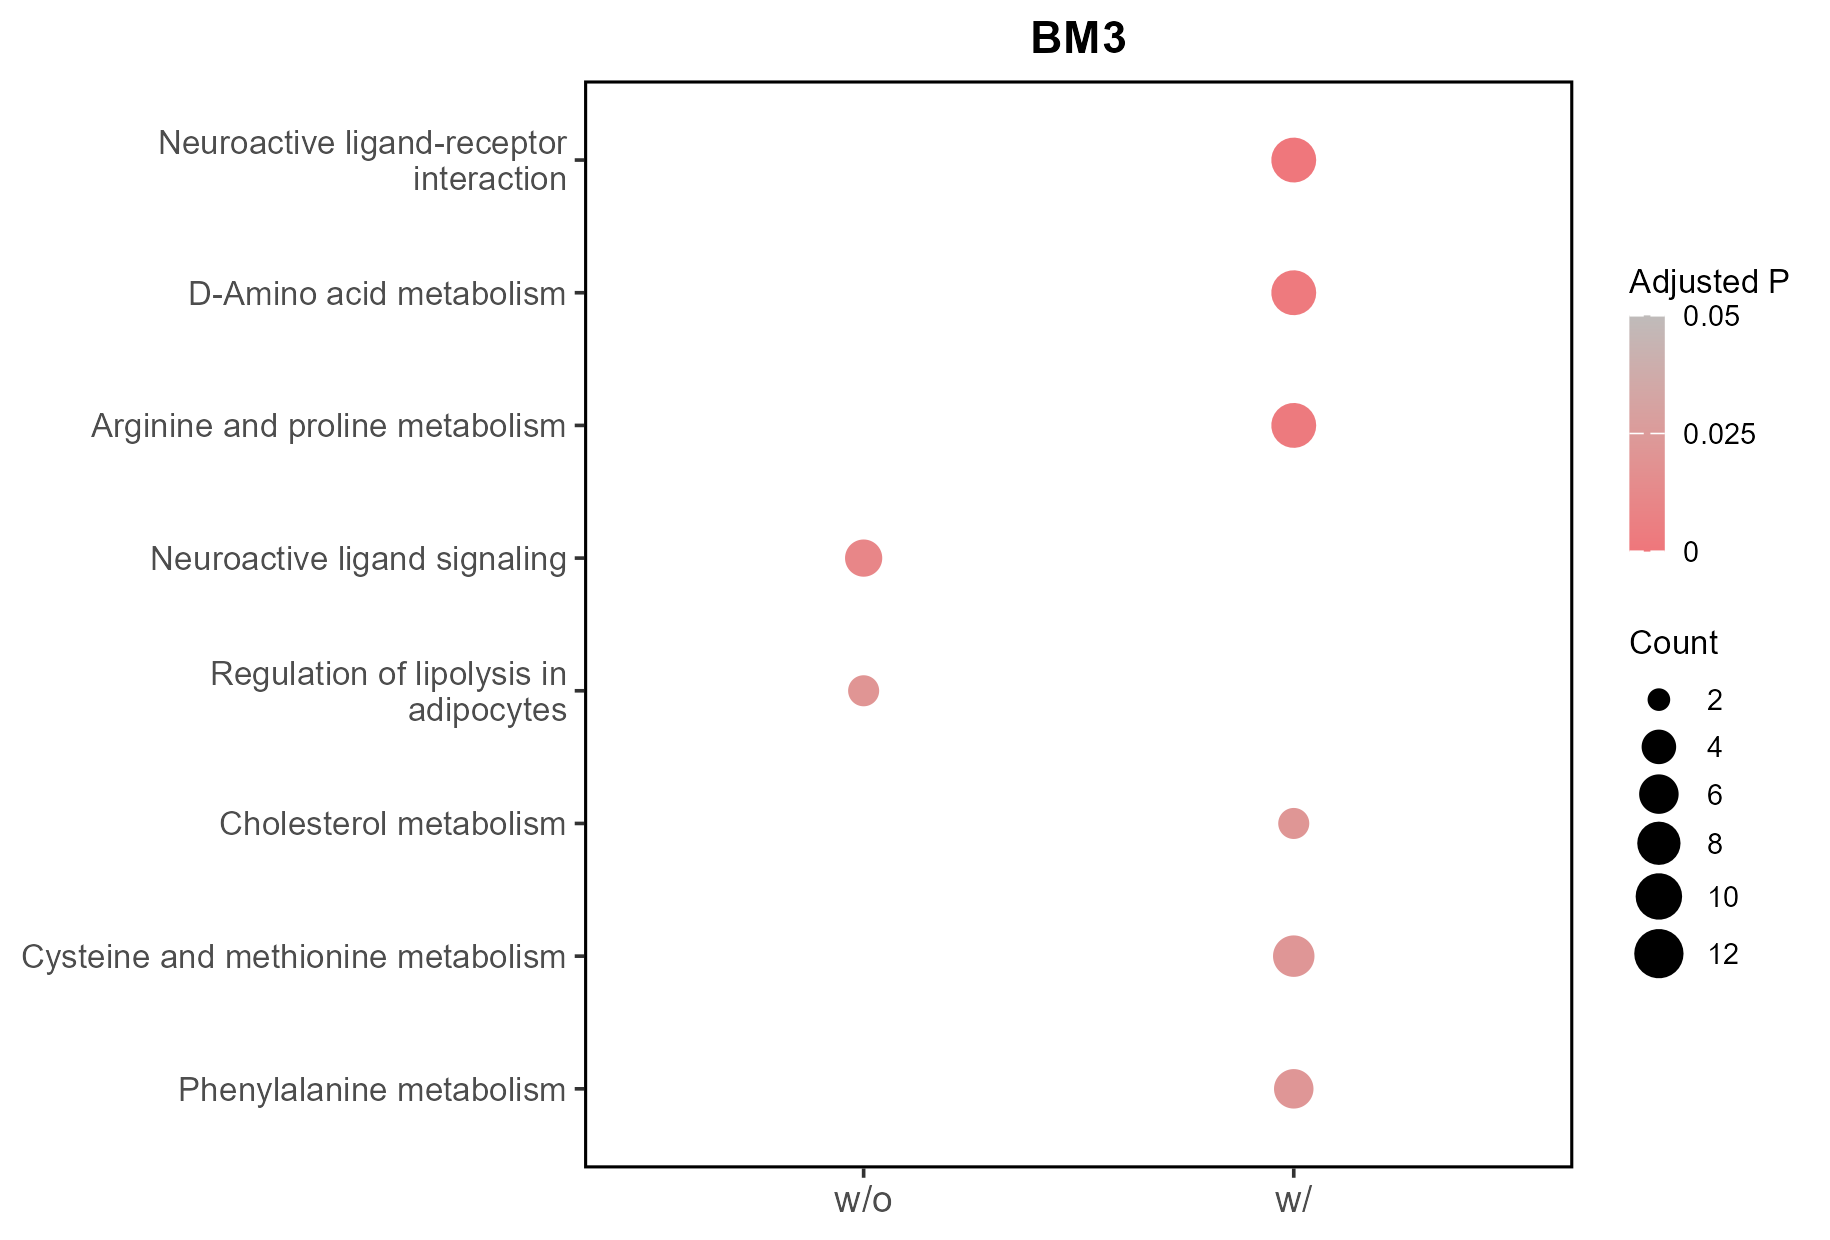 BM3
Neuroactive ligand-receptor
interaction
D-Amino acid metabolism
Arginine and proline metabolism
Neuroactive ligand signaling
Regulation of lipolysis in
adipocytes
Cholesterol metabolism
Cysteine and methionine metabolism
Phenylalanine metabolism
w/o
w/
Adjusted P
0.05
0.025
0
Count
2
4
6
8
10
12